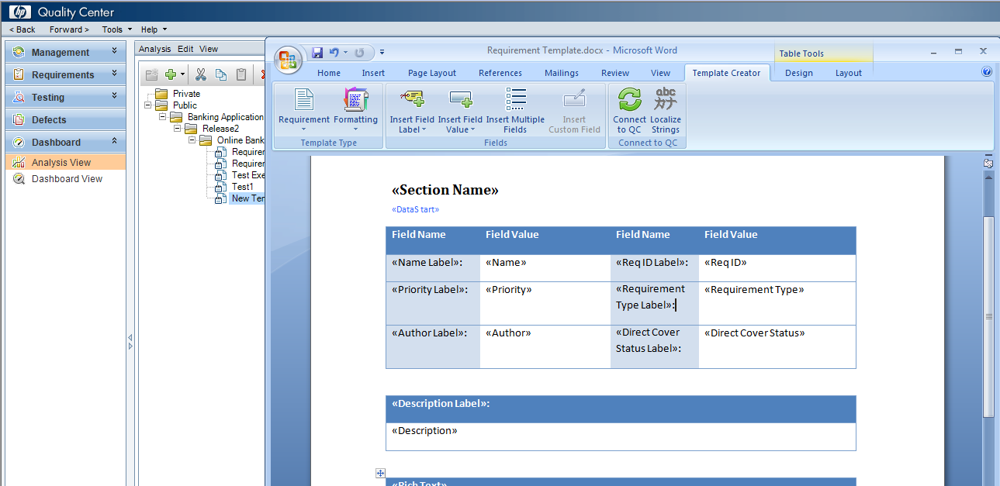 hp Quality Center
< Back Forward > Tools Help
Management
Requirements
Testing
Defects
Dashboard
Analysis View
Dashboard View
Analysis Edit View
Private
Public
Banking Application
Release2
Online Bank
Requirer
Requirer
Test Exe
Test1
New Ter
Requirement Template.docx - Microsoft Word
Table Tools
Home Insert Page Layout References Mailings Review View Template Creator Design Layout
Requirement Formatting
Template Type
Insert Field Label
Insert Field Value
Insert Multiple Fields
Insert Custom Field
Fields
Connect to QC
abc
カナ
Localize Strings
Connect to QC
«Section Name»
«DataS tart»
Field Name Field Value Field Name Field Value
«Name Label»: «Name» «Req ID Label»: «Req ID»
«Priority Label»: «Priority» «Requirement Type Label»: «Requirement Type»
«Author Label»: «Author» «Direct Cover Status Label»: «Direct Cover Status»
«Description Label»:
«Description»
«Rich Text»